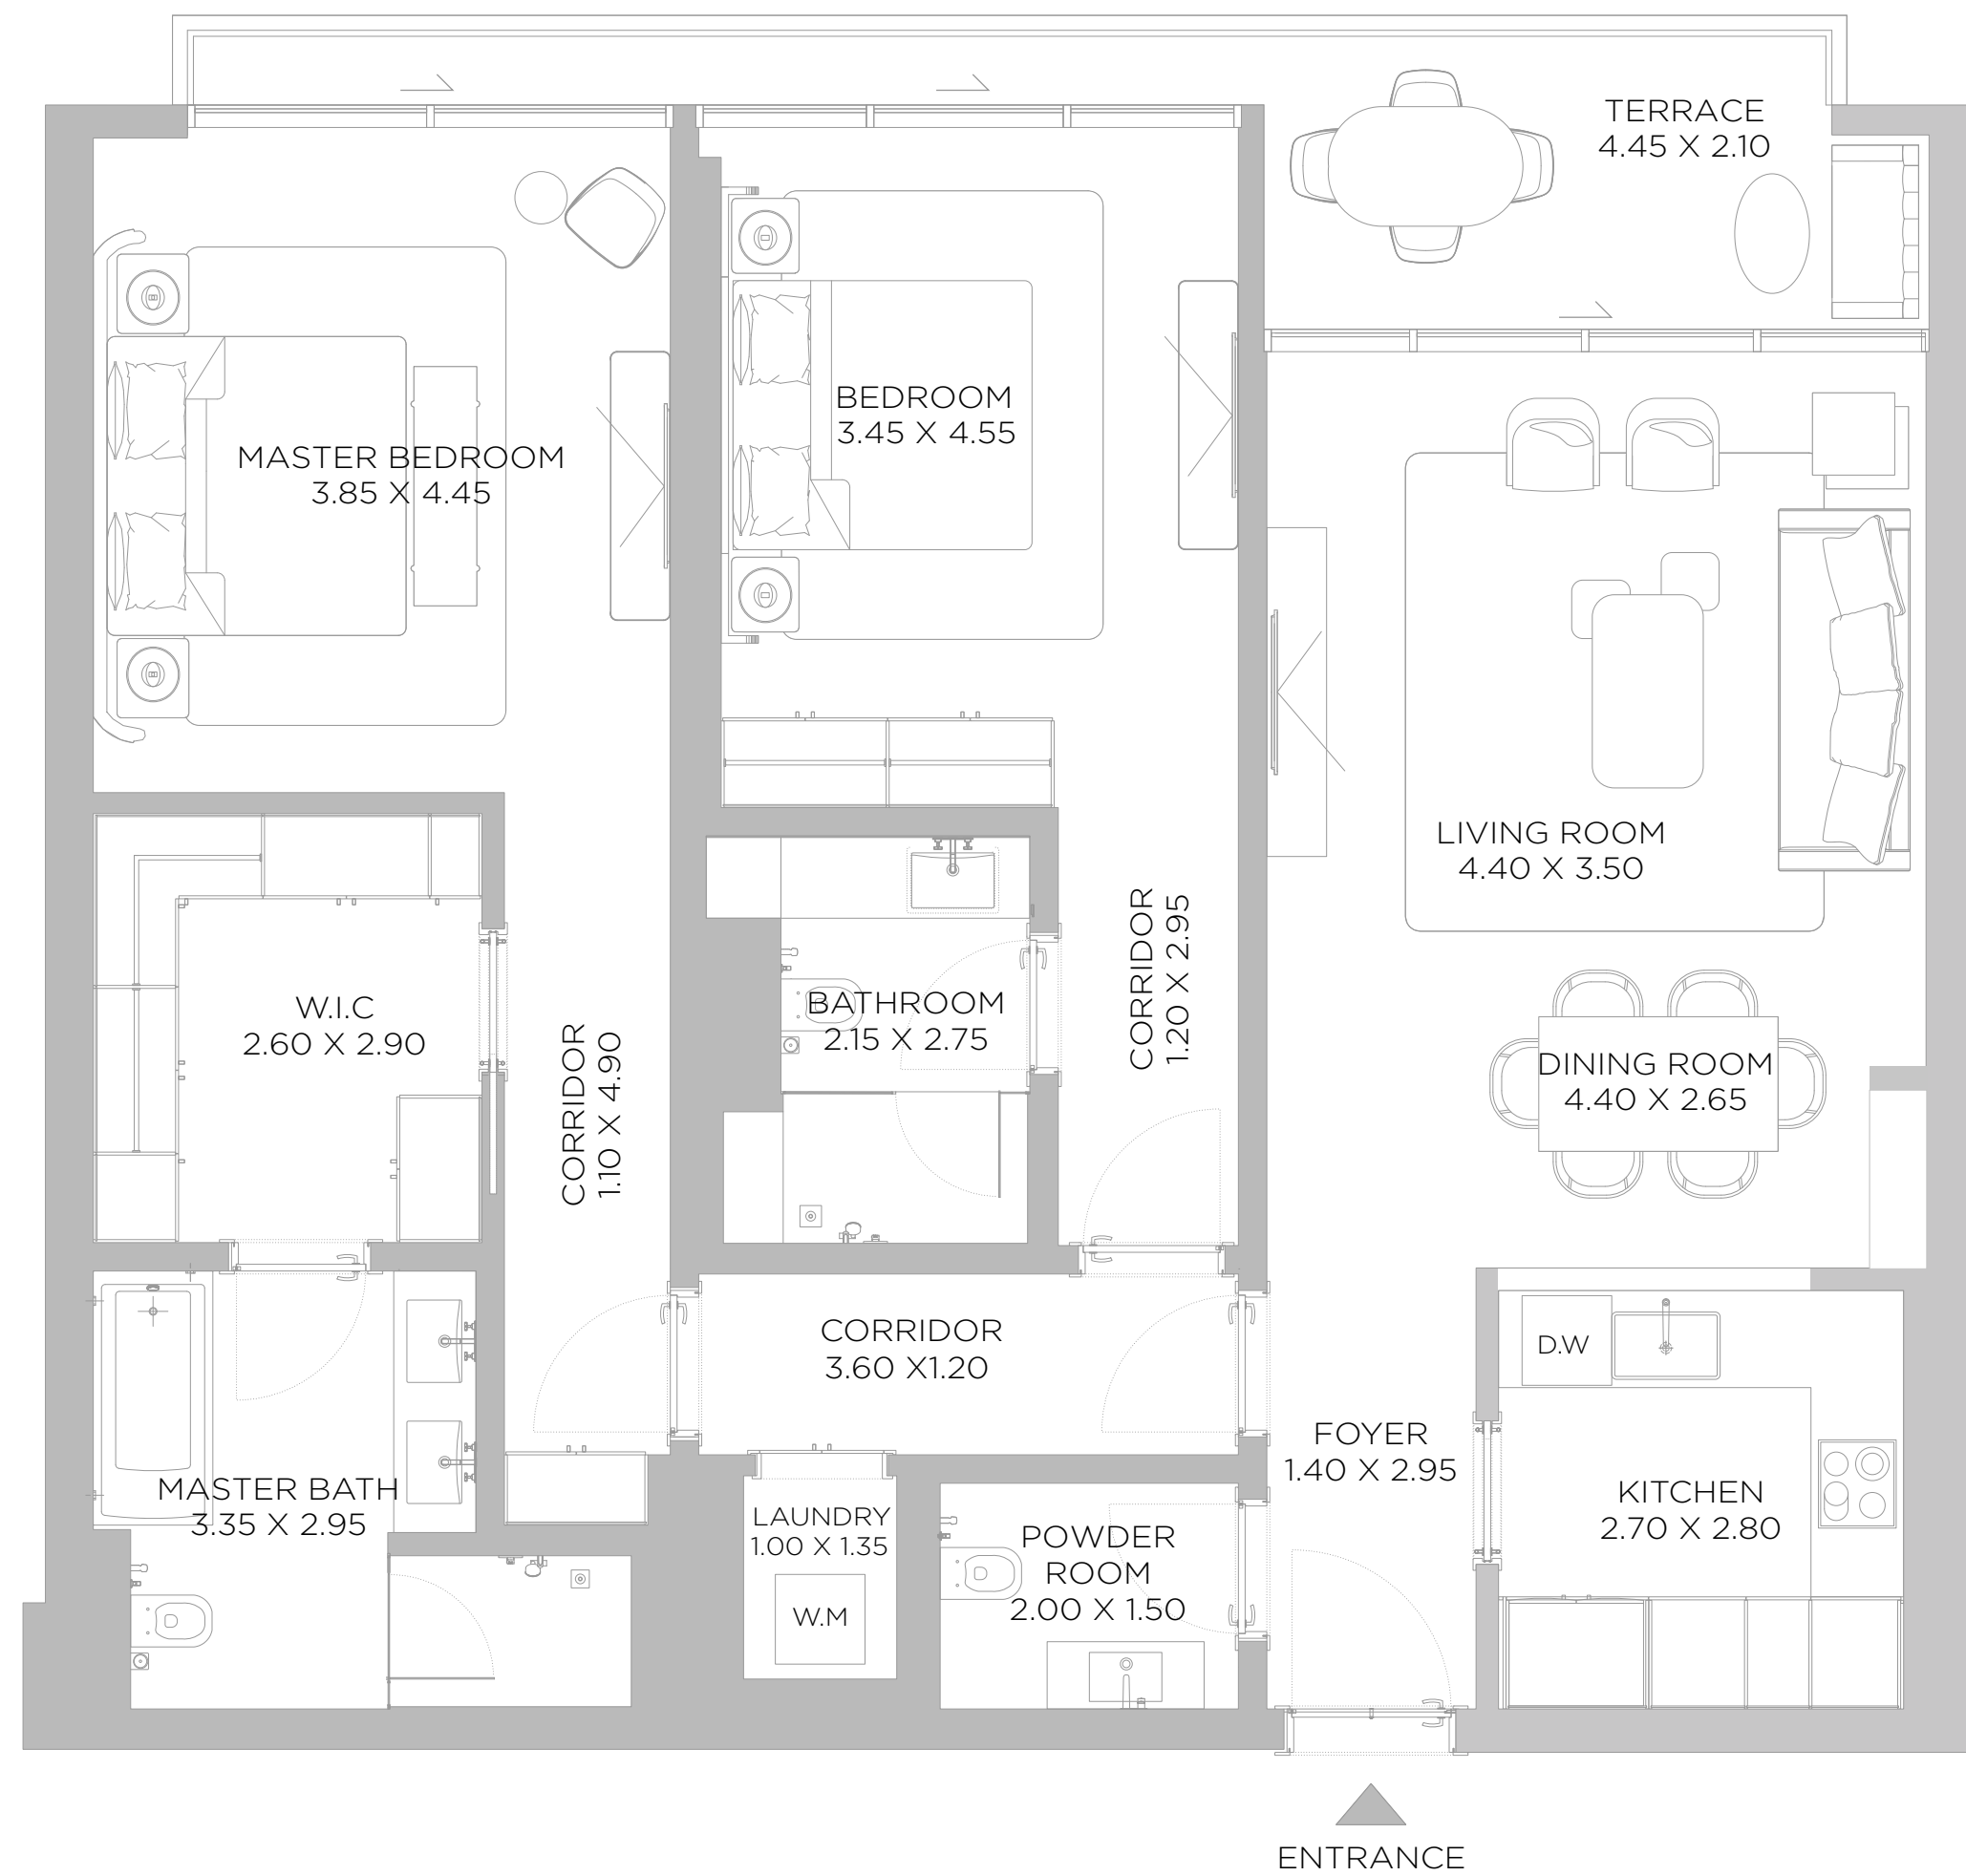 TERRACE
4.45 X 2.10
BEDROOM
3.45 X 4.55
MASTER BEDROOM
3.85 X 4.45
LIVING ROOM
4.40 X 3.50
CORRIDOR
1.20 X 2.95
W.I.C
2.60 X 2.90
BATHROOM
2.15 X 2.75
CORRIDOR
1.10 X 4.90
DINING ROOM
4.40 X 2.65
CORRIDOR
3.60 X1.20
D.W
FOYER
1.40 X 2.95
MASTER BATH
3.35 X 2.95
KITCHEN
2.70 X 2.80
LAUNDRY
1.00 X 1.35
POWDER
ROOM
2.00 X 1.50
W.M
ENTRANCE